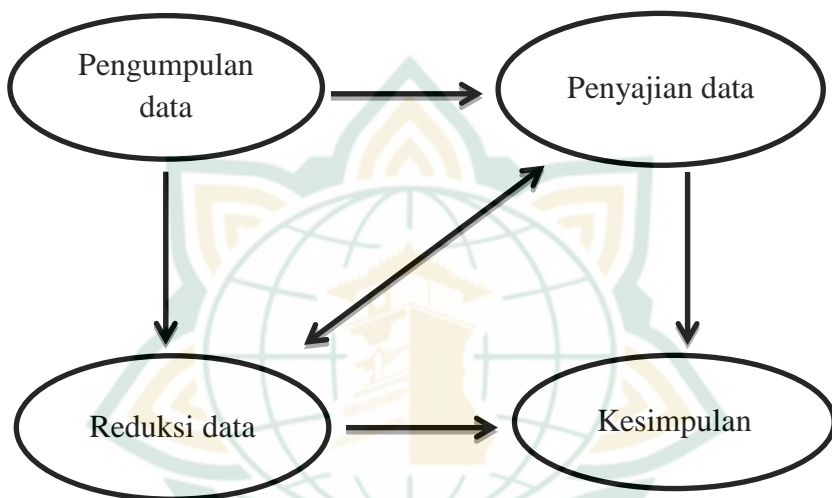 Pengumpulan
data
Penyajian data
Reduksi data
Kesimpulan